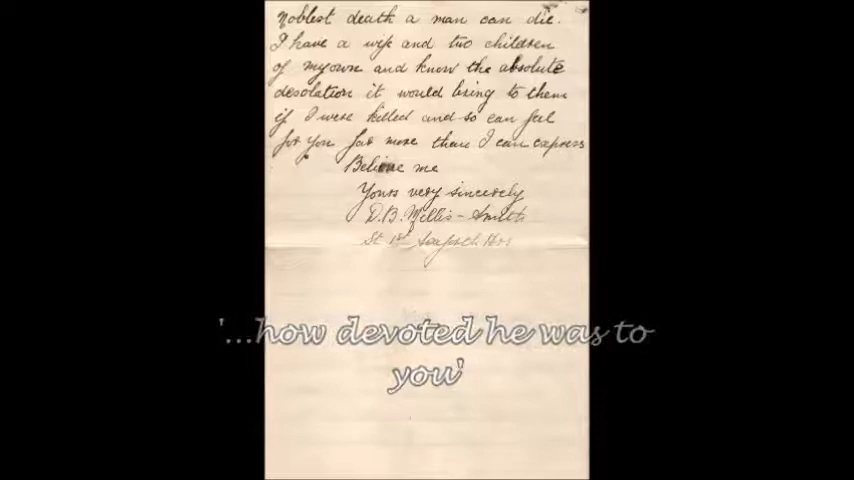 Noblest death a man can die.
I have a wife and two children
of my own and know the absolute
desolation it would bring to them
if I were killed and so can feel
for you far more than I can express
Believe me
Yours very sincerely
D.B. Mellis-Smith
'...how devoted he was to
you'